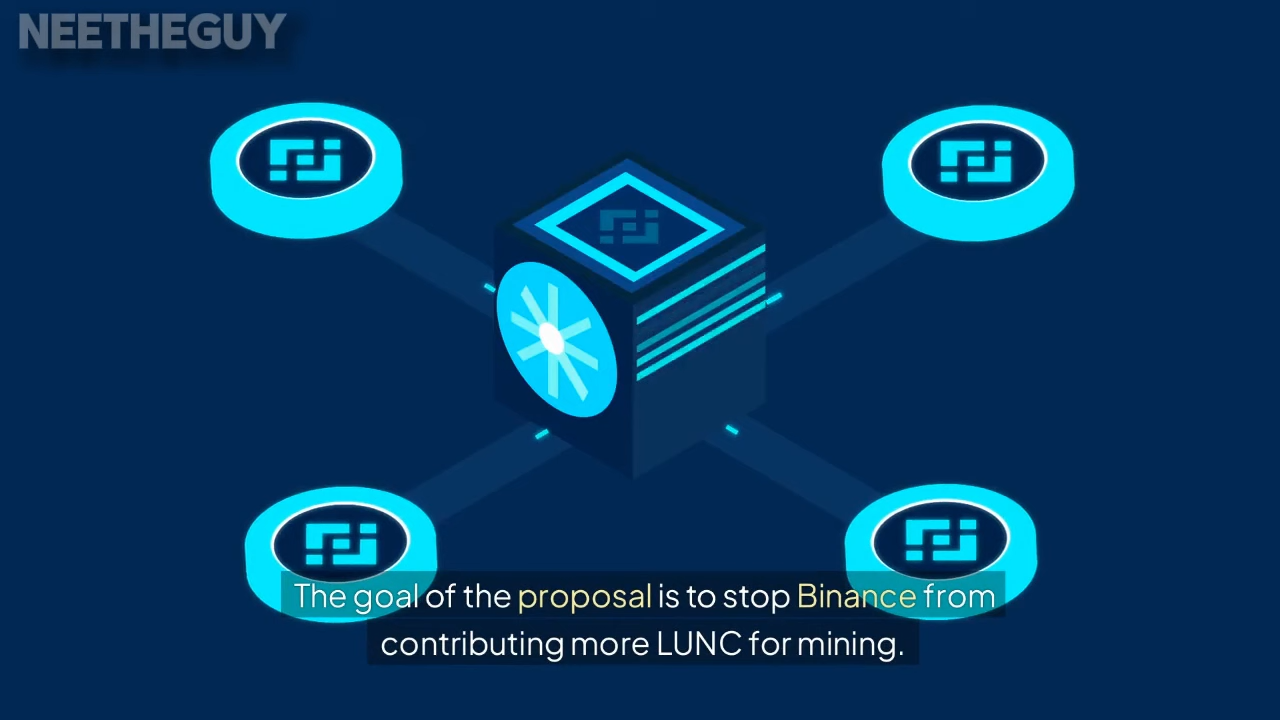 NEETHEGUY
The goal of the proposal is to stop Binance from
contributing more LUNC for mining.